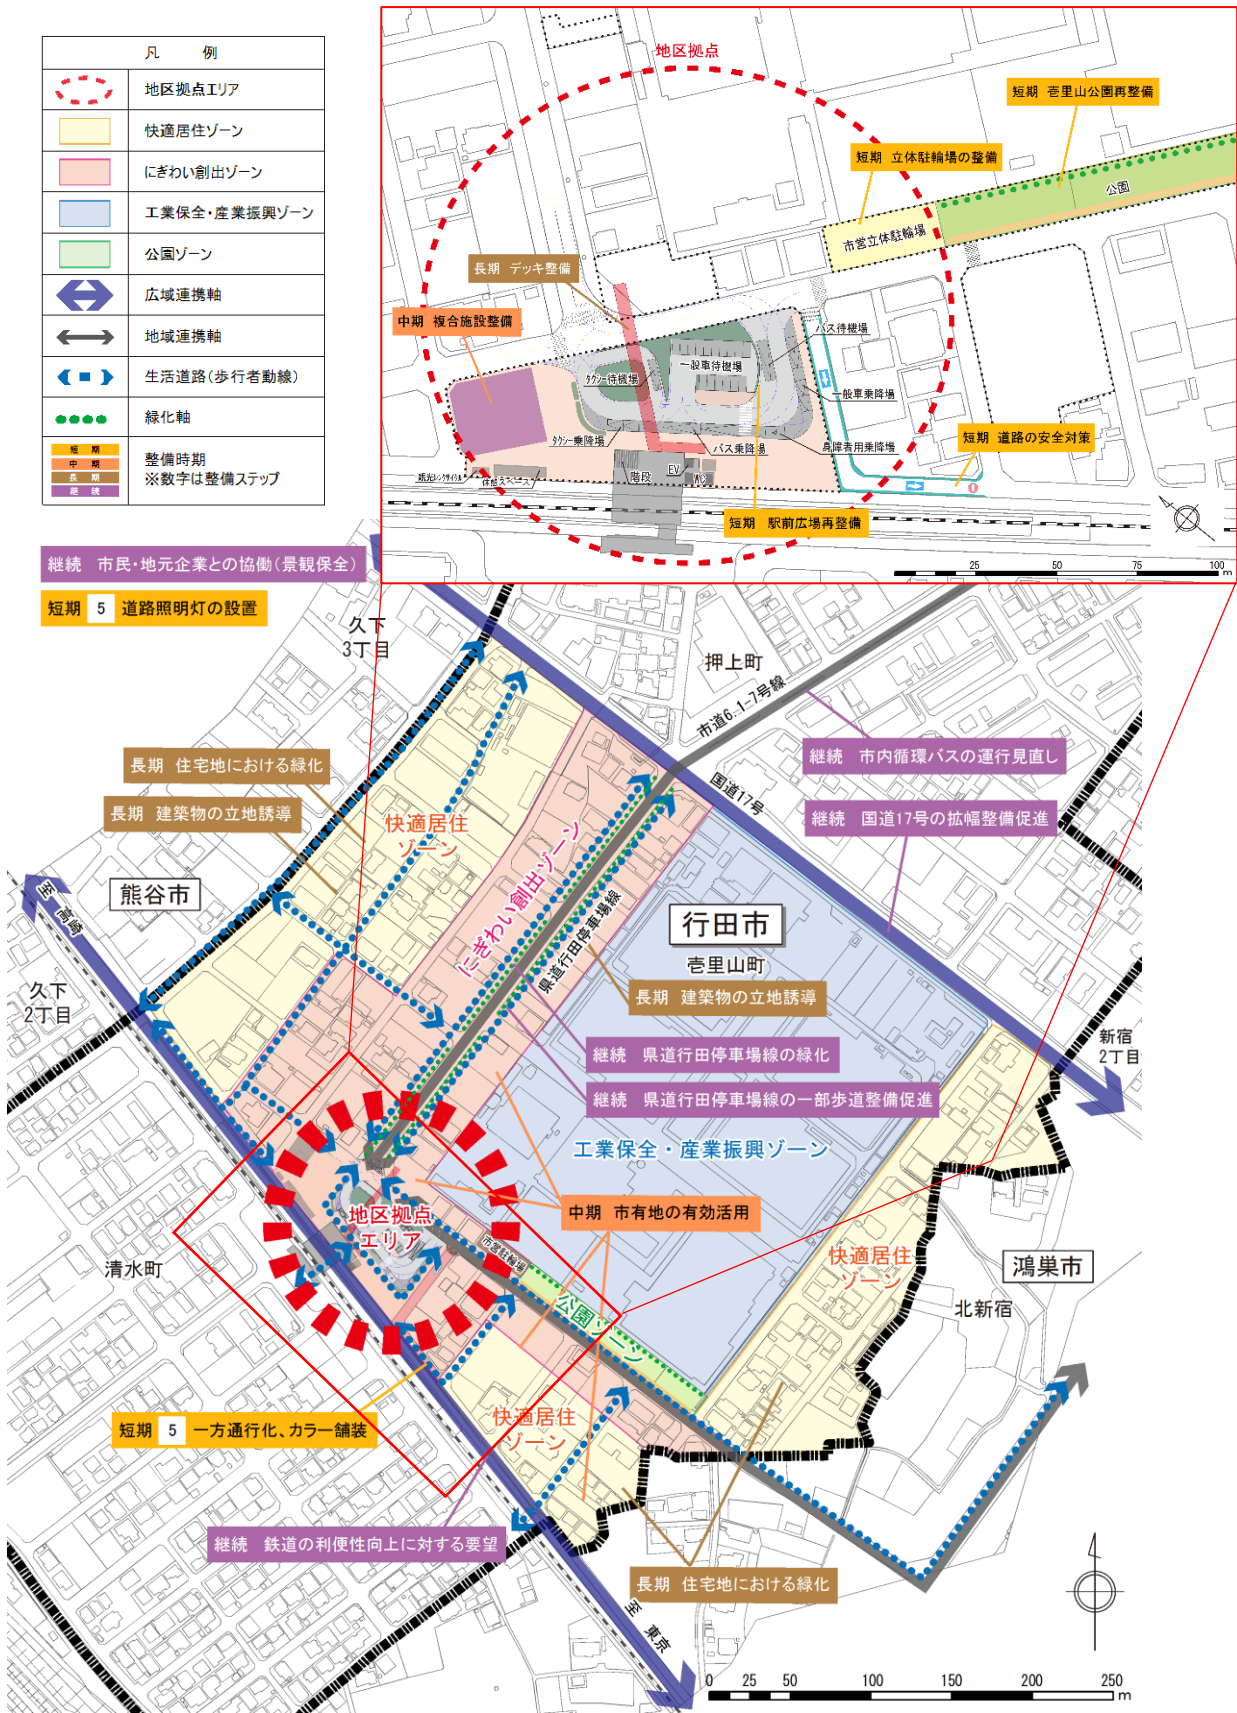 凡　例
地区拠点エリア
快適居住ゾーン
にぎわい創出ゾーン
工業保全・産業振興ゾーン
公園ゾーン
広域連携軸
地域連携軸
生活道路（歩行者動線）
緑化軸
短　期
中　期
長　期
継　続
整備時期
※数字は整備ステップ
地区拠点
短期 壱里山公園再整備
短期 立体駐輪場の整備
公園
市営立体駐輪場
長期 デッキ整備
中期 複合施設整備
バス待機場
一般車待機場
タクシー待機場
一般車乗降場
タクシー乗降場
バス乗降場
身障者用乗降場
短期 道路の安全対策
観光レンタサイクル
休憩スペース
階段
EV
WC
短期 駅前広場再整備
25 50 75 100
m
継続 市民・地元企業との協働（景観保全）
短期 5 道路照明灯の設置
久下
3丁目
押上町
市道6.1-7号線
継続 市内循環バスの運行見直し
国道17号
継続 国道17号の拡幅整備促進
長期 住宅地における緑化
長期 建築物の立地誘導
快適居住
ゾーン
にぎわい創出ゾーン
県道行田停車場線
熊谷市
至 高崎
行田市
壱里山町
長期 建築物の立地誘導
久下
2丁目
新宿
2丁目
継続 県道行田停車場線の緑化
継続 県道行田停車場線の一部歩道整備促進
工業保全・産業振興ゾーン
中期 市有地の有効活用
地区拠点
エリア
市営駐輪場
公園ゾーン
清水町
快適居住
ゾーン
鴻巣市
北新宿
快適居住
ゾーン
短期 5 一方通行化、カラー舗装
継続 鉄道の利便性向上に対する要望
長期 住宅地における緑化
至 東京
0 25 50 100 150 200 250
m